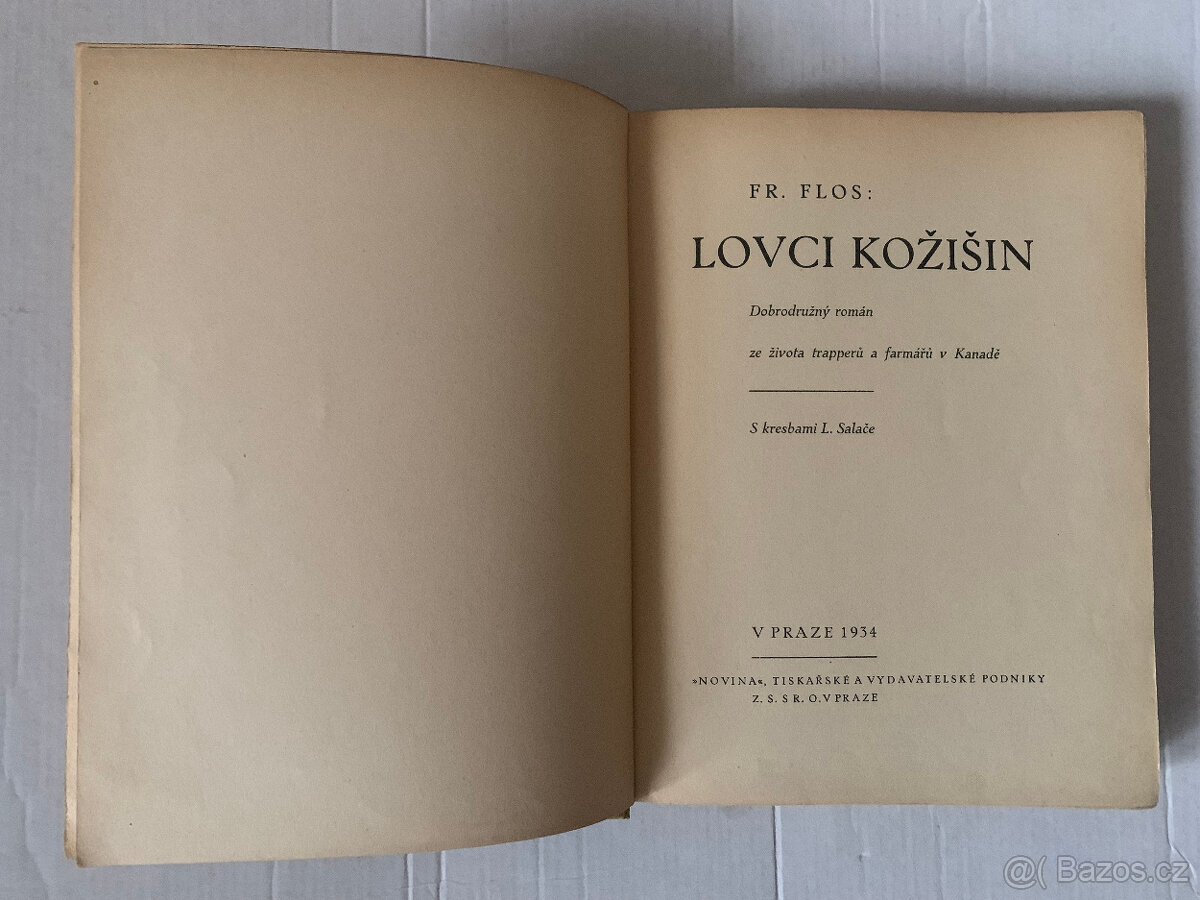 FR. FLOS:
LOVCI KOŽIŠIN
Dobrodružný román
ze života trapperů a farmářů v Kanadě
S kresbami L. Salače
V PRAZE 1934
»NOVINA«, TISKAŘSKÉ A VYDAVATELSKÉ PODNIKY
Z. S. S R. O. V PRAZE
@( Bazos.cz